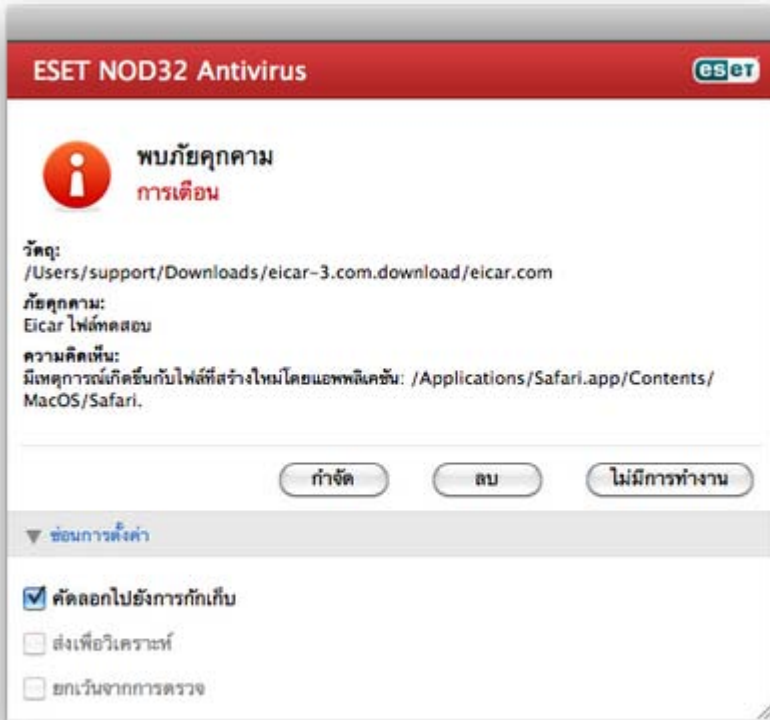 ESET NOD32 Antivirus
eset
พบภัยคุกคาม
การเตือน
วัตถุ:
/Users/support/Downloads/eicar-3.com.download/eicar.com
ภัยคุกคาม:
Eicar ไฟล์ทดสอบ
ความคิดเห็น:
มีเหตุการณ์เกิดขึ้นกับไฟล์ที่สร้างใหม่โดยแอพพลิเคชัน: /Applications/Safari.app/Contents/
MacOS/Safari.
กำจัด
ลบ
ไม่มีการทำงาน
ซ่อนการตั้งค่า
คัดลอกไปยังการกักเก็บ
ส่งเพื่อวิเคราะห์
ยกเว้นจากการตรวจ